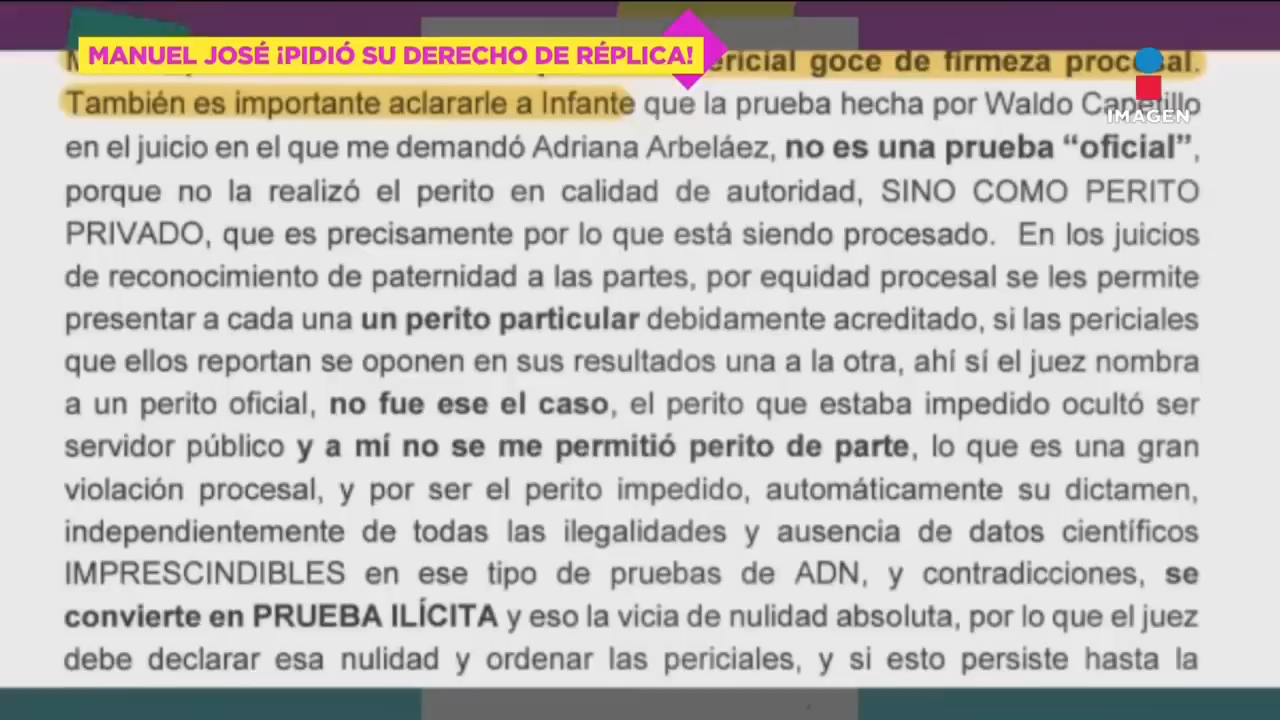 MANUEL JOSÉ ¡PIDIÓ SU DERECHO DE RÉPLICA!
goce de firmeza procesal.
También es importante aclararle a Infante que la prueba hecha por Waldo
en el juicio en el que me demandó Adriana Arbeláez, no es una prueba “oficial”,
porque no la realizó el perito en calidad de autoridad, SINO COMO PERITO
PRIVADO, que es precisamente por lo que está siendo procesado. En los juicios
de reconocimiento de paternidad a las partes, por equidad procesal se les permite
presentar a cada una un perito particular debidamente acreditado, si las periciales
que ellos reportan se oponen en sus resultados una a la otra, ahí sí el juez nombra
a un perito oficial, no fue ese el caso, el perito que estaba impedido ocultó ser
servidor público y a mí no se me permitió perito de parte, lo que es una gran
violación procesal, y por ser el perito impedido, automáticamente su dictamen,
independientemente de todas las ilegalidades y ausencia de datos científicos
IMPRESCINDIBLES en ese tipo de pruebas de ADN, y contradicciones, se
convierte en PRUEBA ILÍCITA y eso la vicia de nulidad absoluta, por lo que el juez
debe declarar esa nulidad y ordenar las periciales, y si esto persiste hasta la
IMAGEN